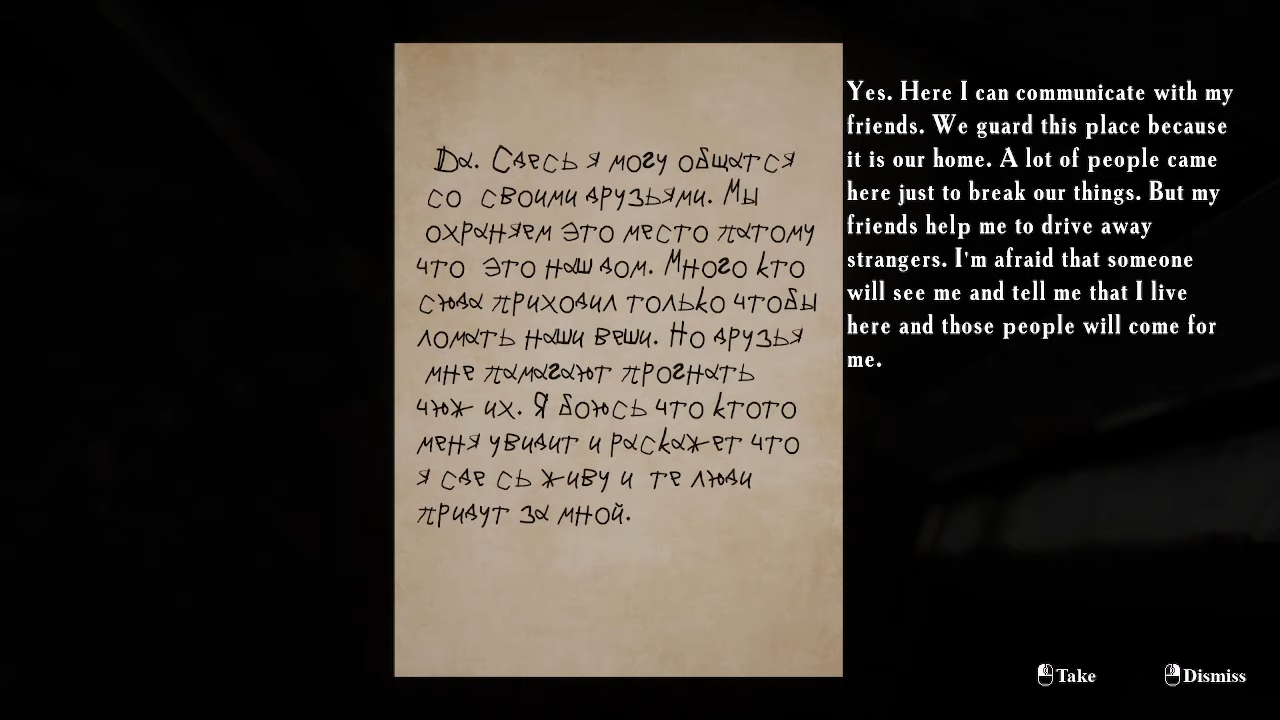 Да. Сдесь я могу общатся
со своими друзьями. Мы
охраняем это место патому
что это наш дом. Много кто
сюда приходил только чтобы
ломать наши веши. Но друзья
мне памагают прогнать
чюж их. Я боюсь что ктото
меня увидит и раскажет что
я сде сь живу и те люди
придут за мной.
Yes. Here I can communicate with my
friends. We guard this place because
it is our home. A lot of people came
here just to break our things. But my
friends help me to drive away
strangers. I'm afraid that someone
will see me and tell me that I live
here and those people will come for
me.
Take
Dismiss